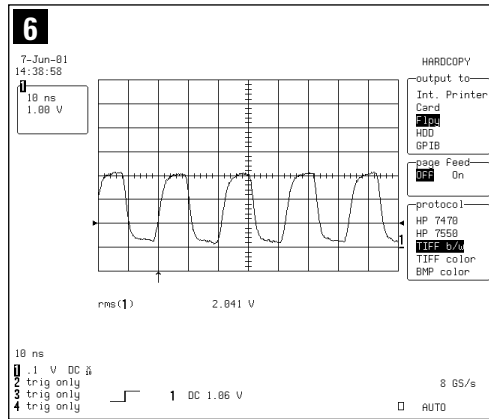 6
7-Jun-01
14:38:58
1
10 ns
1.00 V
HARDCOPY
output to
Int. Printer
Card
Flpy
HDD
GPIB
page Feed
OFF On
protocol
HP 7470
HP 7550
TIFF b/w
TIFF color
BMP color
1
rms(1) 2.041 V
10 ns
1 .1 V DC X10
2 trig only
3 trig only
4 trig only
1 DC 1.06 V
8 GS/s
AUTO